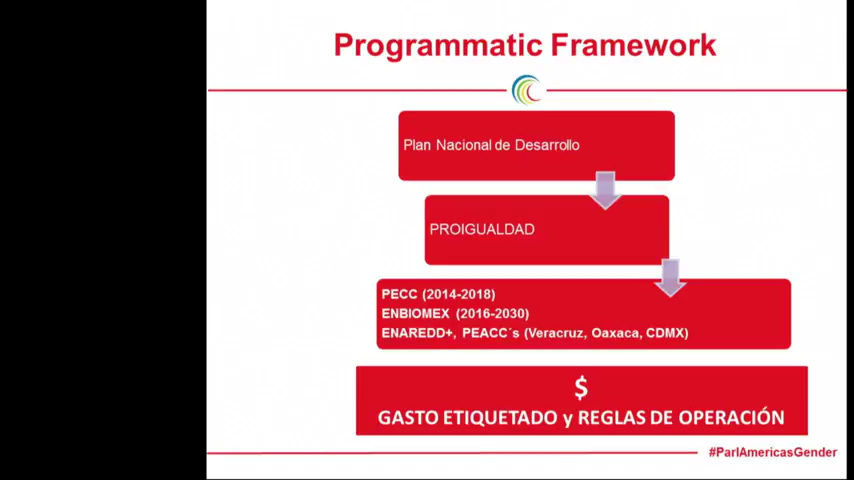 Programmatic Framework
Plan Nacional de Desarrollo
PROIGUALDAD
PECC (2014-2018)
ENBIOMEX (2016-2030)
ENAREDD+, PEACC´s (Veracruz, Oaxaca, CDMX)
$
GASTO ETIQUETADO y REGLAS DE OPERACIÓN
#ParlAmericasGender